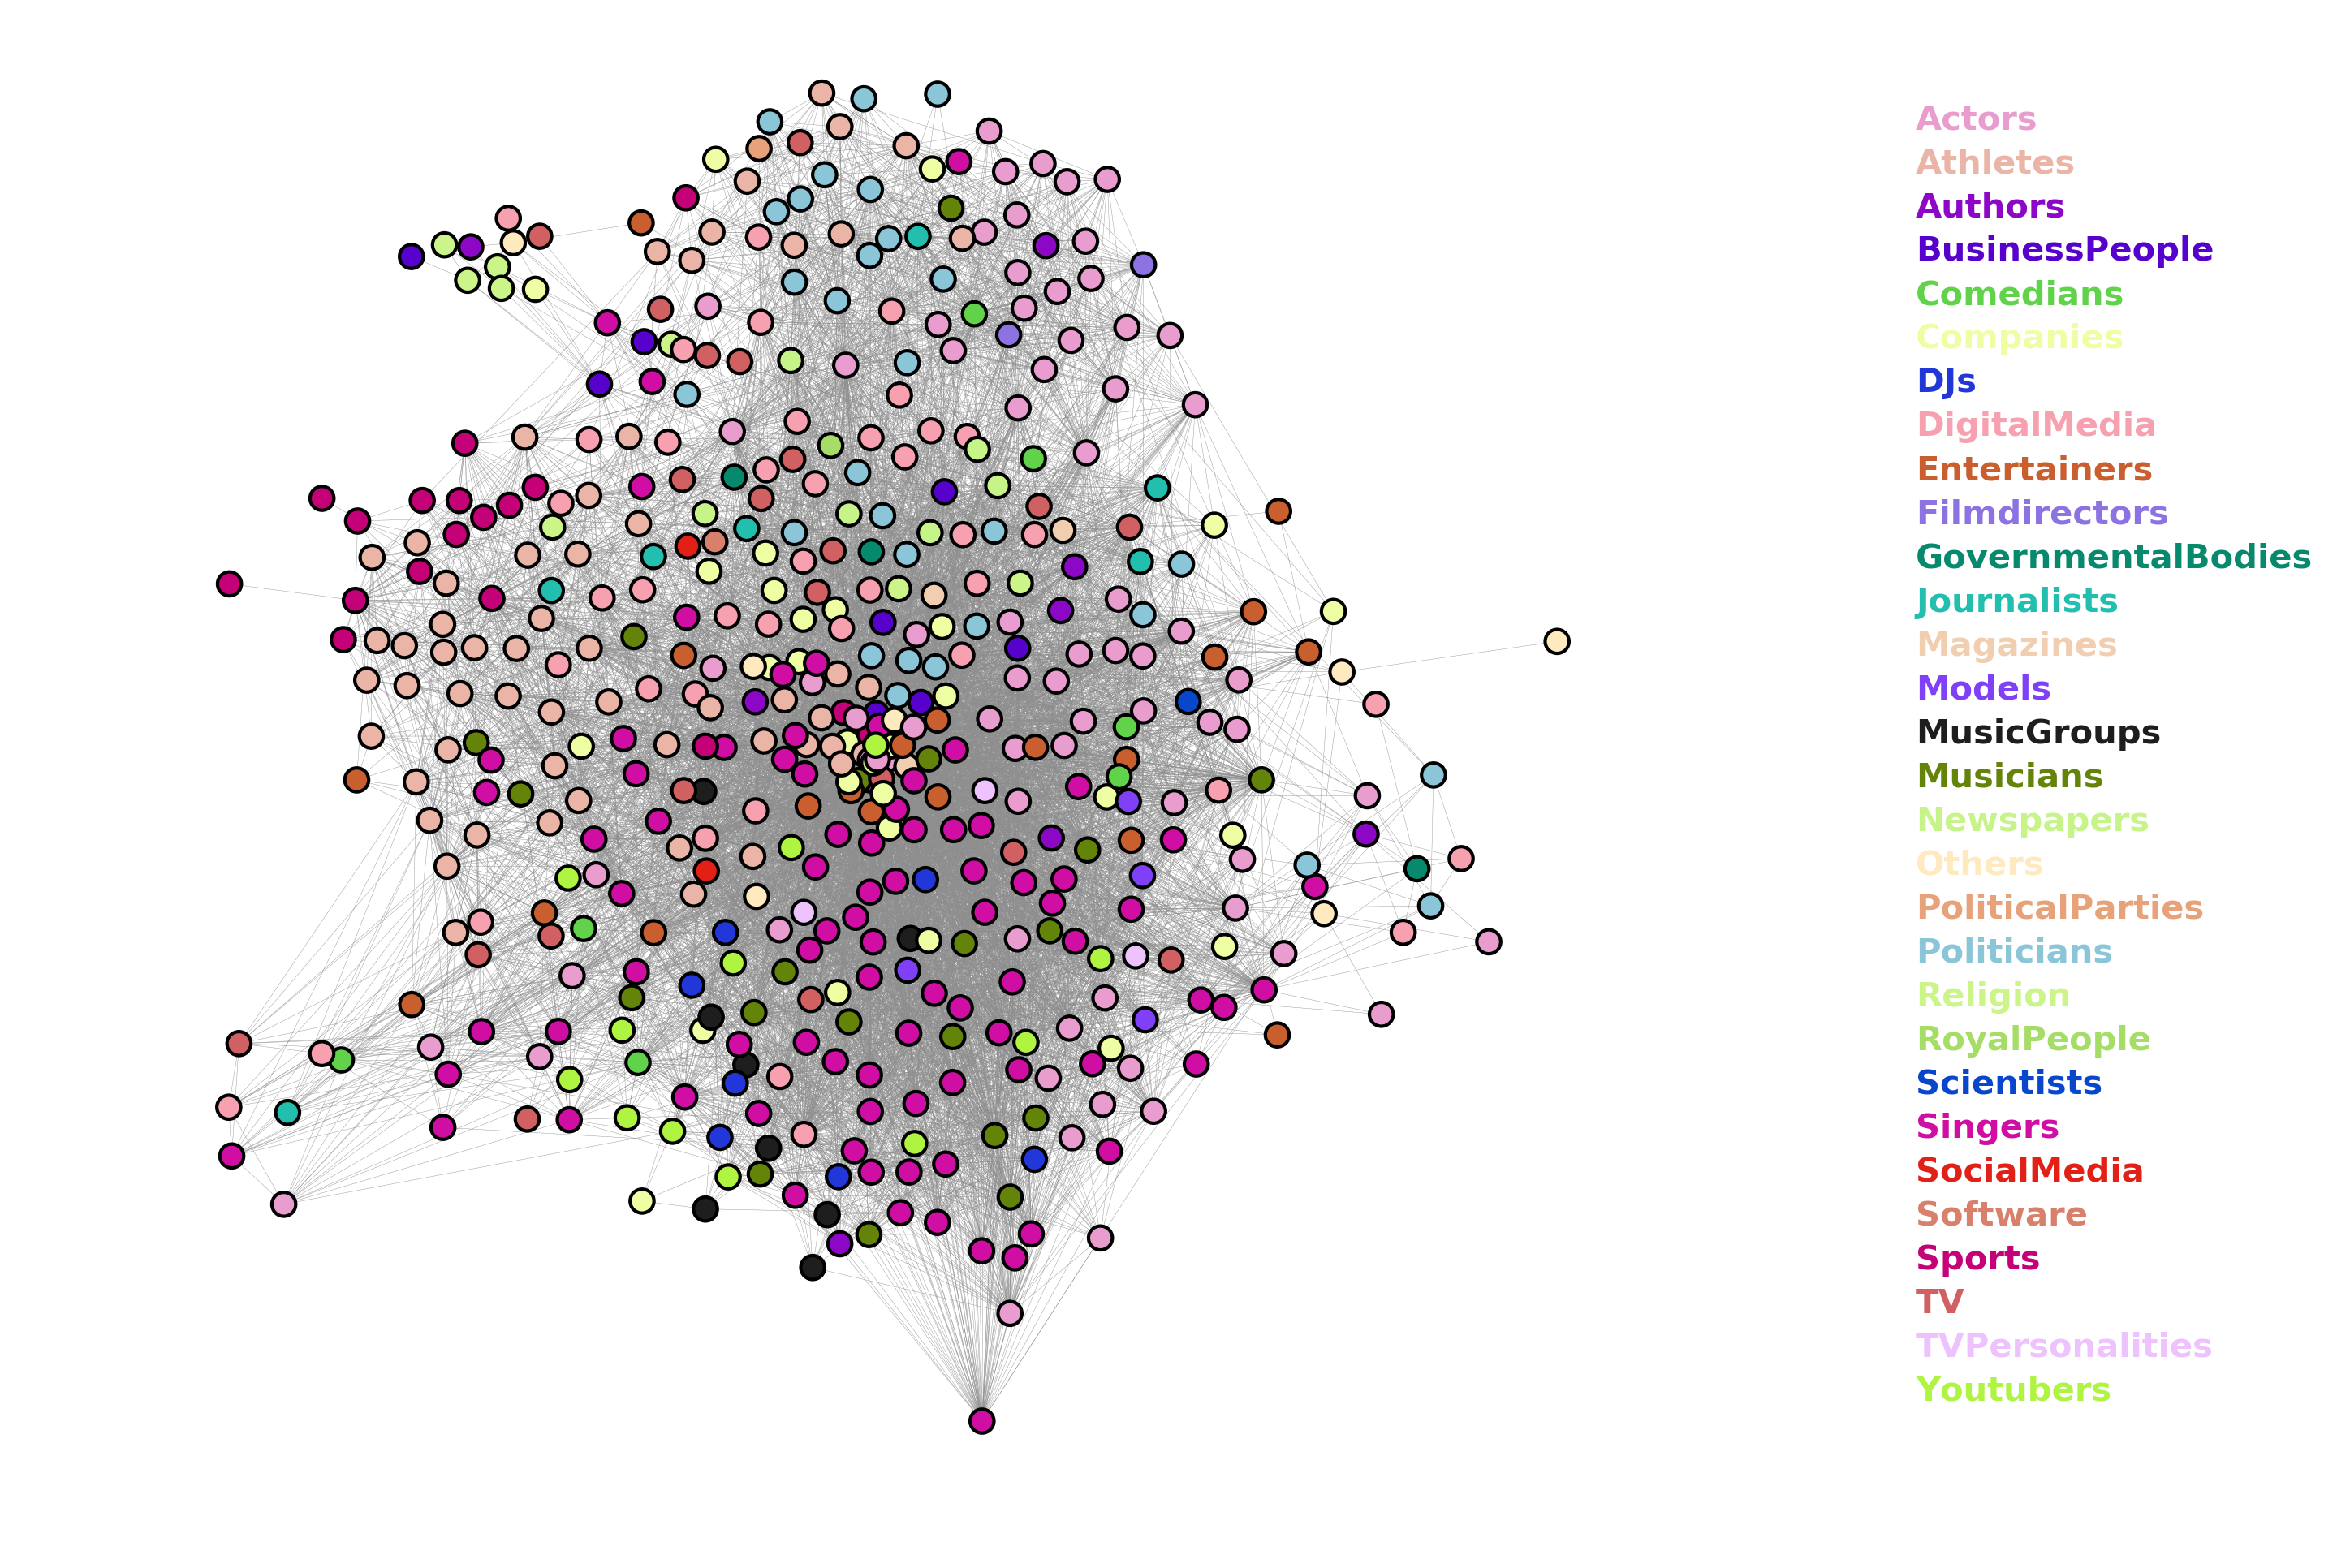 Actors
Athletes
Authors
BusinessPeople
Comedians
Companies
DJs
DigitalMedia
Entertainers
Filmdirectors
GovernmentalBodies
Journalists
Magazines
Models
MusicGroups
Musicians
Newspapers
Others
PoliticalParties
Politicians
Religion
RoyalPeople
Scientists
Singers
SocialMedia
Software
Sports
TV
TVPersonalities
Youtubers